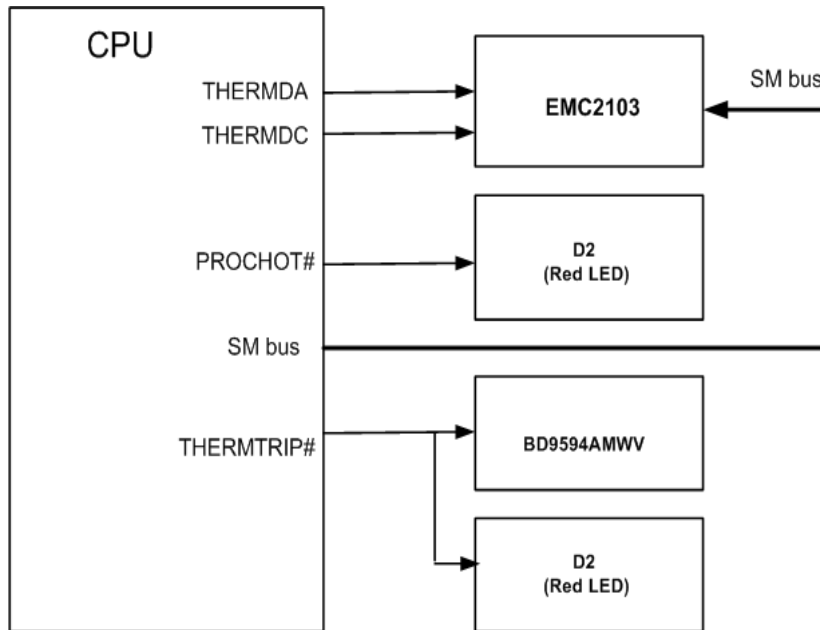 CPU
THERMDA
THERMDC
PROCHOT#
SM bus
THERMTRIP#
EMC2103
SM bus
D2
(Red LED)
BD9594AMWV
D2
(Red LED)